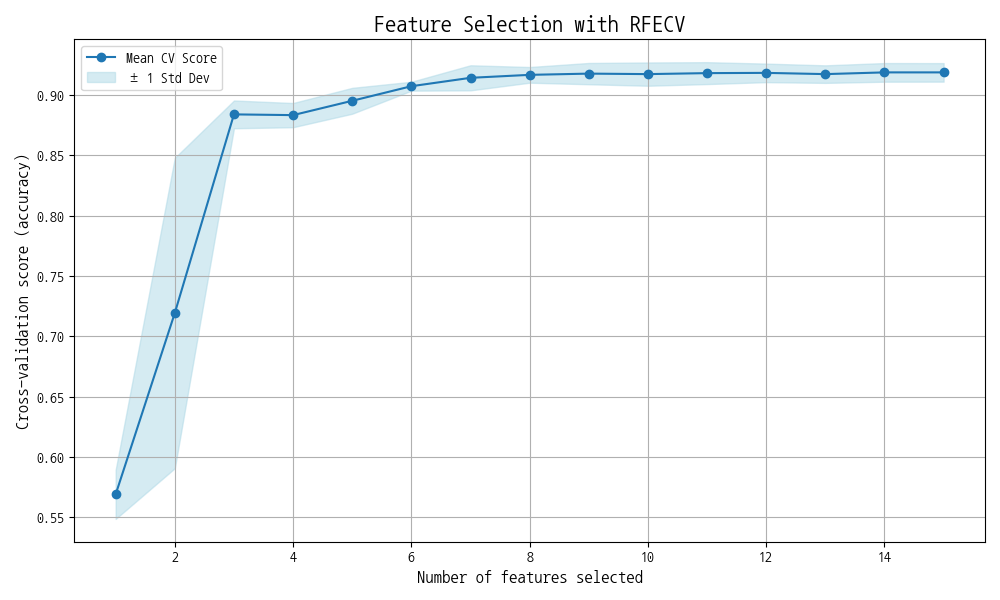 Feature Selection with RFECV
Mean CV Score
± 1 Std Dev
Cross-validation score (accuracy)
0.90
0.85
0.80
0.75
0.70
0.65
0.60
0.55
2 4 6 8 10 12 14
Number of features selected